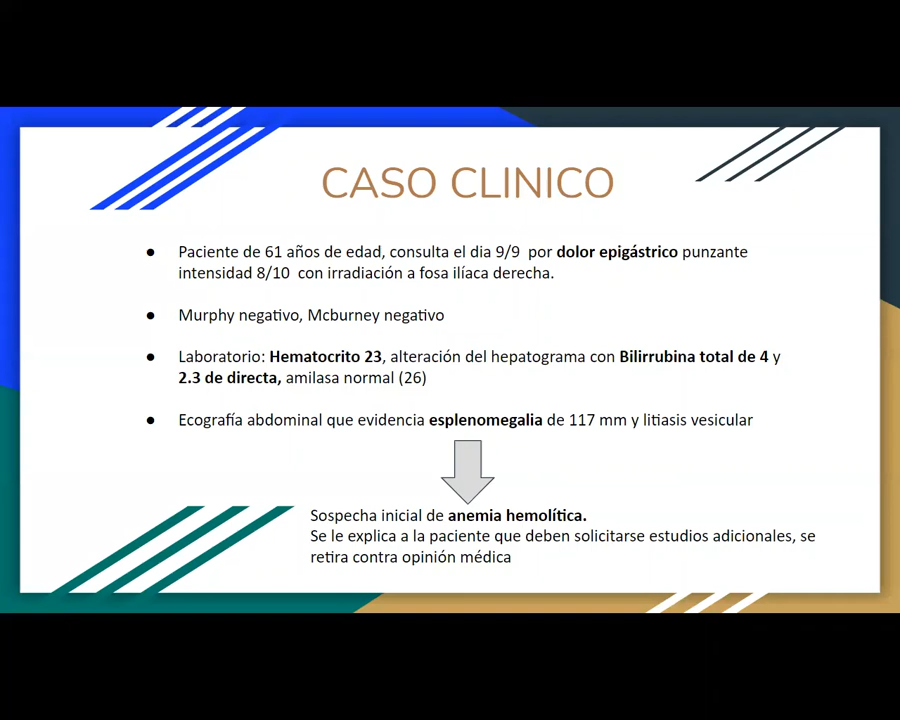 CASO CLINICO
● Paciente de 61 años de edad, consulta el dia 9/9 por dolor epigástrico punzante
intensidad 8/10 con irradiación a fosa ilíaca derecha.
● Murphy negativo, Mcburney negativo
● Laboratorio: Hematocrito 23, alteración del hepatograma con Bilirrubina total de 4 y
2.3 de directa, amilasa normal (26)
● Ecografía abdominal que evidencia esplenomegalia de 117 mm y litiasis vesicular
Sospecha inicial de anemia hemolítica.
Se le explica a la paciente que deben solicitarse estudios adicionales, se
retira contra opinión médica